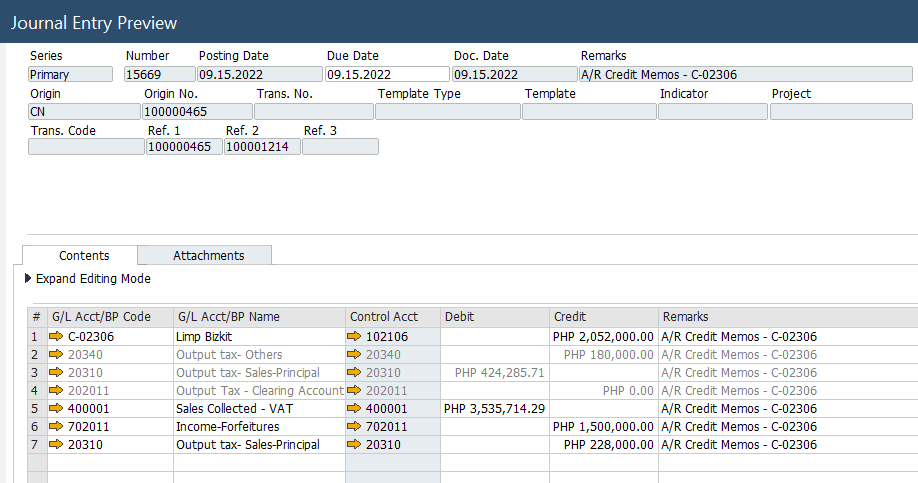 Journal Entry Preview
Series Number Posting Date Due Date Doc. Date Remarks
Primary 15669 09.15.2022 09.15.2022 09.15.2022 A/R Credit Memos - C-02306
Origin Origin No. Trans. No. Template Type Template Indicator Project
CN 100000465
Trans. Code Ref. 1 Ref. 2 Ref. 3
100000465 100001214
Contents Attachments
Expand Editing Mode
# G/L Acct/BP Code G/L Acct/BP Name Control Acct Debit Credit Remarks
1 C-02306 Limp Bizkit 102106 PHP 2,052,000.00 A/R Credit Memos - C-02306
2 20340 Output tax- Others 20340 PHP 180,000.00 A/R Credit Memos - C-02306
3 20310 Output tax- Sales-Principal 20310 PHP 424,285.71 A/R Credit Memos - C-02306
4 202011 Output Tax - Clearing Account 202011 PHP 0.00 A/R Credit Memos - C-02306
5 400001 Sales Collected - VAT 400001 PHP 3,535,714.29 A/R Credit Memos - C-02306
6 702011 Income-Forfeitures 702011 PHP 1,500,000.00 A/R Credit Memos - C-02306
7 20310 Output tax- Sales-Principal 20310 PHP 228,000.00 A/R Credit Memos - C-02306